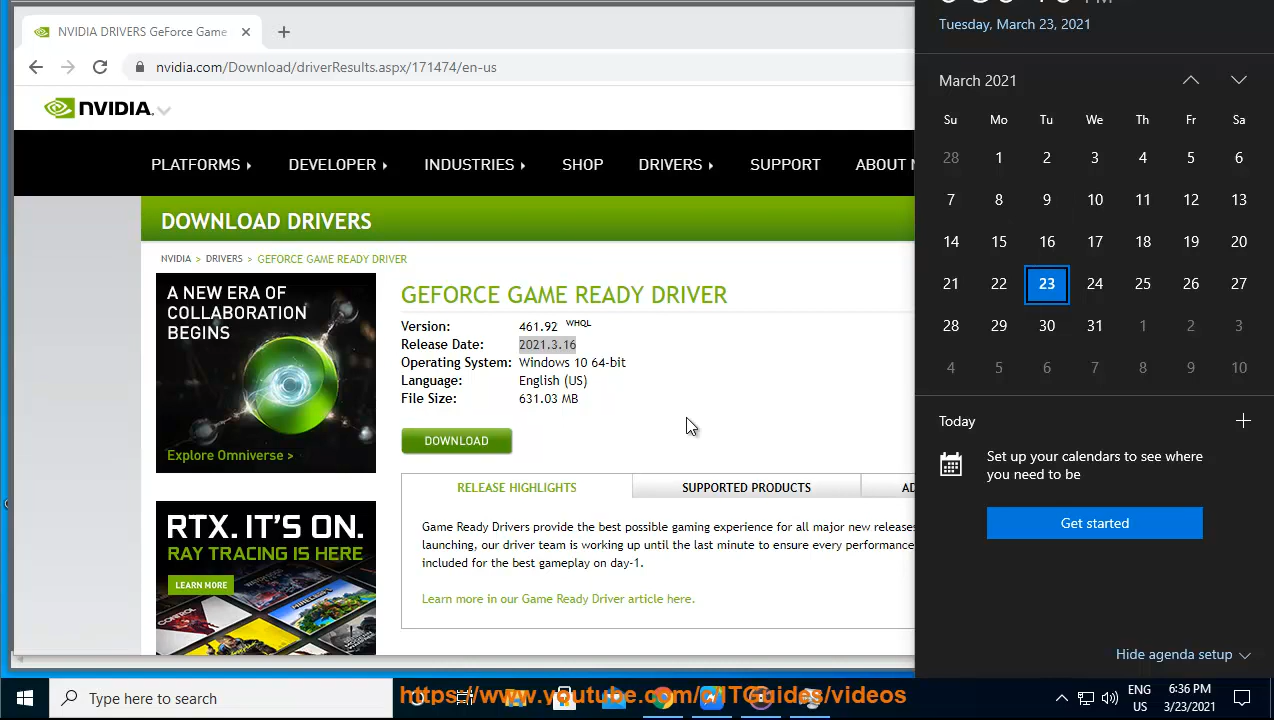 NVIDIA DRIVERS GeForce Game
nvidia.com/Download/driverResults.aspx/171474/en-us
NVIDIA.
PLATFORMS
DEVELOPER
INDUSTRIES
SHOP
DRIVERS
SUPPORT
ABOUT N
DOWNLOAD DRIVERS
NVIDIA > DRIVERS > GEFORCE GAME READY DRIVER
A NEW ERA OF
COLLABORATION
BEGINS
Explore Omniverse >
RTX. IT'S ON.
RAY TRACING IS HERE
LEARN MORE
GEFORCE GAME READY DRIVER
Version: 461.92 WHQL
Release Date: 2021.3.16
Operating System: Windows 10 64-bit
Language: English (US)
File Size: 631.03 MB
DOWNLOAD
RELEASE HIGHLIGHTS
SUPPORTED PRODUCTS
AD
Game Ready Drivers provide the best possible gaming experience for all major new releases
launching, our driver team is working up until the last minute to ensure every performance
included for the best gameplay on day-1.
Learn more in our Game Ready Driver article here.
PM
Tuesday, March 23, 2021
March 2021
Su Mo Tu We Th Fr Sa
28 1 2 3 4 5 6
7 8 9 10 11 12 13
14 15 16 17 18 19 20
21 22 23 24 25 26 27
28 29 30 31 1 2 3
4 5 6 7 8 9 10
Today
Set up your calendars to see where
you need to be
Get started
Hide agenda setup
Type here to search
https://www.youtube.com/c/ITGuides/videos
ENG
US
6:36 PM
3/23/2021